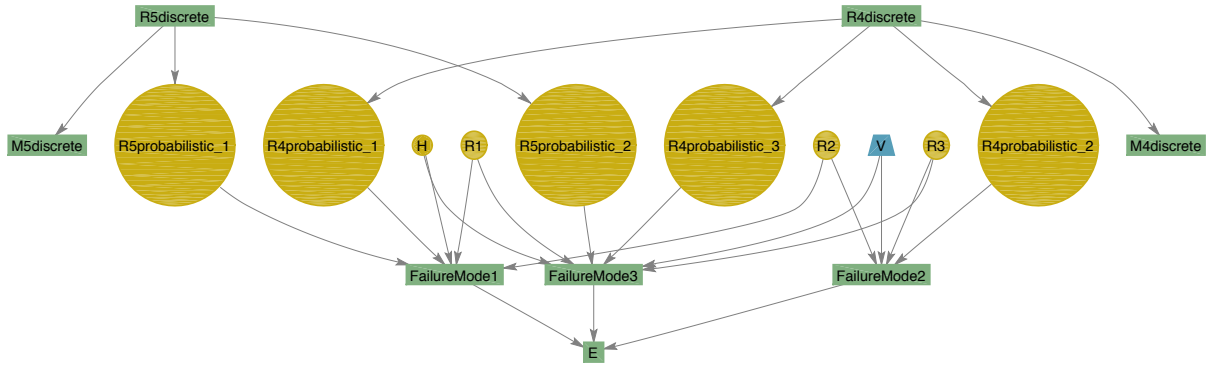 R5discrete
R4discrete
M5discrete
R5probabilistic_1
R4probabilistic_1
H
R1
R5probabilistic_2
R4probabilistic_3
R2
V
R3
R4probabilistic_2
M4discrete
FailureMode1
FailureMode3
FailureMode2
E